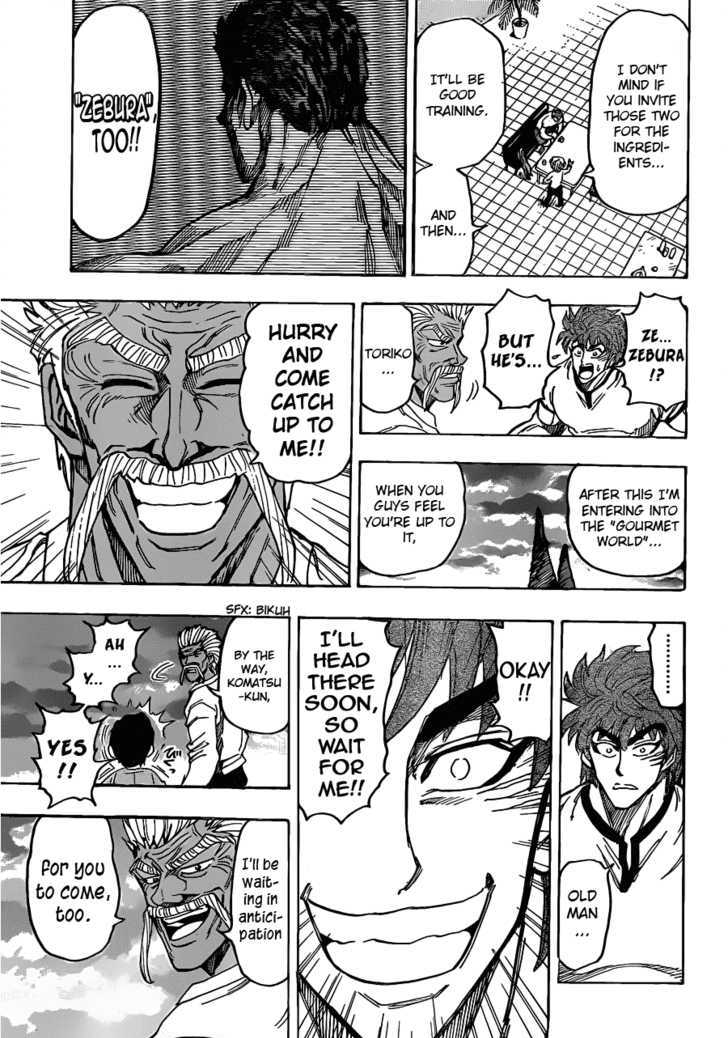 I DON'T
MIND IF
YOU INVITE
THOSE TWO
FOR THE
INGREDI-
ENTS...
IT'LL BE
GOOD
TRAINING.
AND
THEN...
"ZEBURA",
TOO!!
ZE...
ZEBURA
!?
BUT
HE'S...
TORIKO
...
HURRY
AND
COME
CATCH
UP TO
ME!!
AFTER THIS I'M
ENTERING INTO
THE "GOURMET
WORLD"...
WHEN YOU
GUYS FEEL
YOU'RE UP TO
IT,
.........
OLD
MAN
...
OKAY
!!
I'LL
HEAD
THERE
SOON,
SO
WAIT
FOR
ME!!
SFX: BIKUH
BY THE
WAY,
KOMATSU
-KUN,
AH
...
Y...
YES
!!
I'll be
wait-
ing in
antici-
pation
for you
to come,
too.